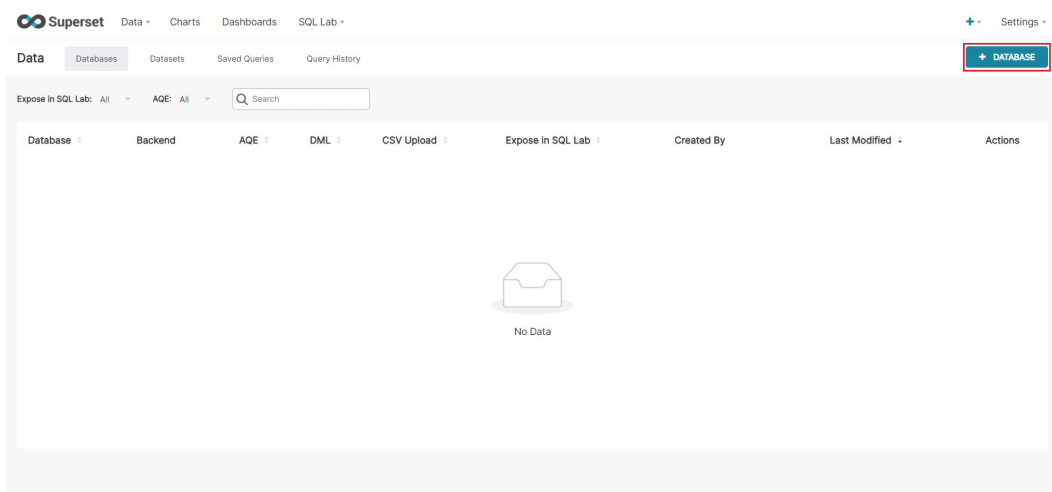 Superset Data Charts Dashboards SQL Lab + Settings
Data Databases Datasets Saved Queries Query History + DATABASE
Expose in SQL Lab: All AQE: All Search
Database Backend AQE DML CSV Upload Expose in SQL Lab Created By Last Modified Actions
No Data